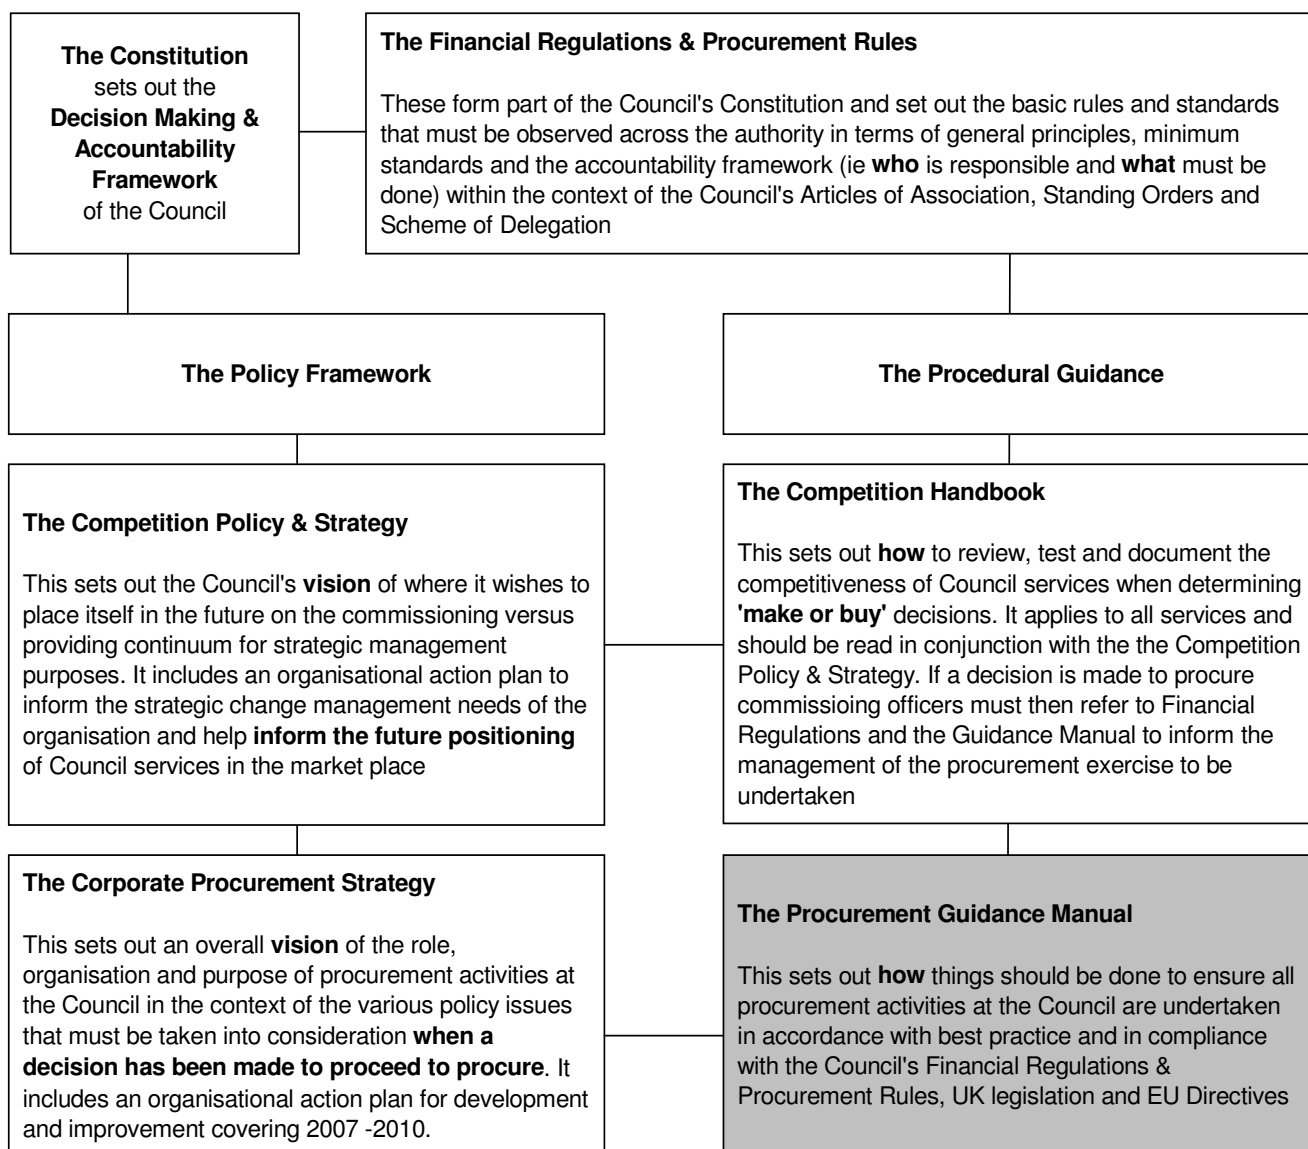 The Constitution
sets out the
Decision Making &
Accountability
Framework
of the Council
The Financial Regulations & Procurement Rules
These form part of the Council's Constitution and set out the basic rules and standards
that must be observed across the authority in terms of general principles, minimum
standards and the accountability framework (ie who is responsible and what must be
done) within the context of the Council's Articles of Association, Standing Orders and
Scheme of Delegation
The Policy Framework
The Procedural Guidance
The Competition Policy & Strategy
This sets out the Council's vision of where it wishes to
place itself in the future on the commissioning versus
providing continuum for strategic management
purposes. It includes an organisational action plan to
inform the strategic change management needs of the
organisation and help inform the future positioning
of Council services in the market place
The Competition Handbook
This sets out how to review, test and document the
competitiveness of Council services when determining
'make or buy' decisions. It applies to all services and
should be read in conjunction with the the Competition
Policy & Strategy. If a decision is made to procure
commissioing officers must then refer to Financial
Regulations and the Guidance Manual to inform the
management of the procurement exercise to be
undertaken
The Corporate Procurement Strategy
This sets out an overall vision of the role,
organisation and purpose of procurement activities at
the Council in the context of the various policy issues
that must be taken into consideration when a
decision has been made to proceed to procure. It
includes an organisational action plan for development
and improvement covering 2007 -2010.
The Procurement Guidance Manual
This sets out how things should be done to ensure all
procurement activities at the Council are undertaken
in accordance with best practice and in compliance
with the Council's Financial Regulations &
Procurement Rules, UK legislation and EU Directives